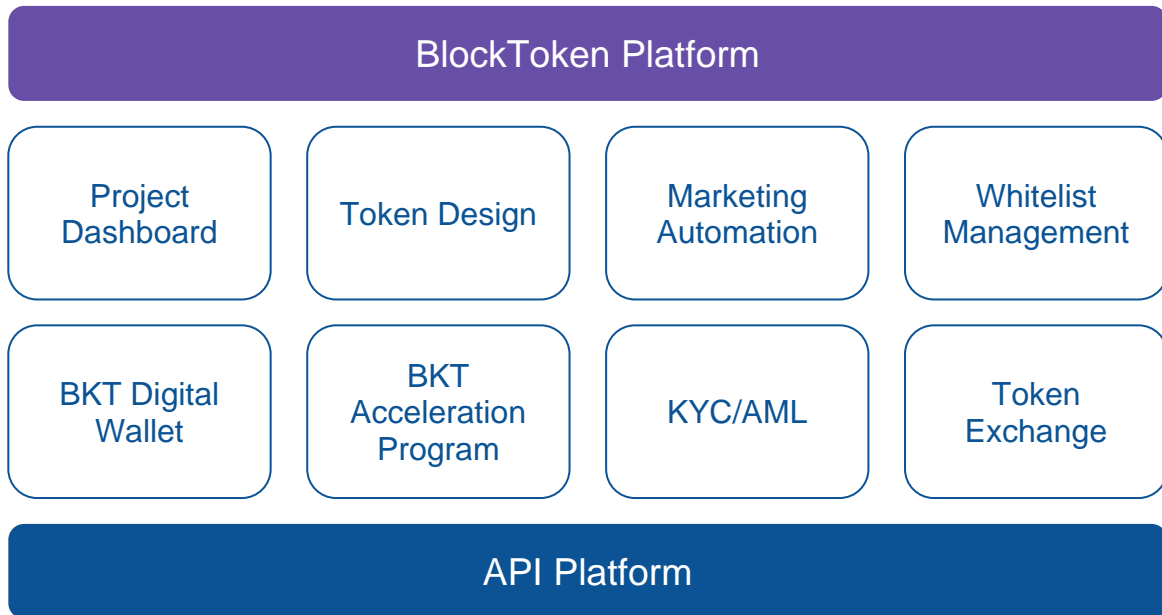 BlockToken Platform
Project
Dashboard
Token Design
Marketing
Automation
Whitelist
Management
BKT Digital
Wallet
BKT
Acceleration
Program
KYC/AML
Token
Exchange
API Platform